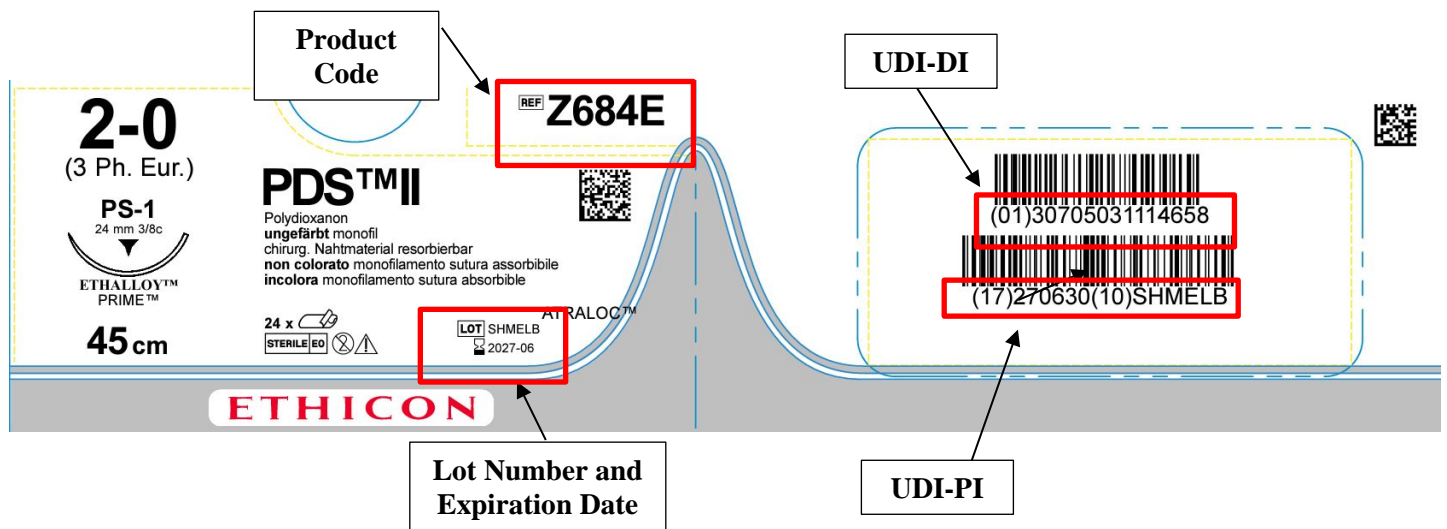 Product
Code
UDI-DI
2-0
(3 Ph. Eur.)
PS-1
24 mm 3/8c
ETHALLOY™
PRIME™
45 cm
REF Z684E
PDS™II
Polydioxanon
ungefärbt monofil
chirurg. Nahtmaterial resorbierbar
non colorato monofilamento sutura assorbibile
incolora monofilamento sutura absorbible
ATRALOC™
24 x
STERILE EO
LOT SHMELB
2027-06
ETHICON
(01)30705031114658
(17)270630(10)SHMELB
Lot Number and
Expiration Date
UDI-PI